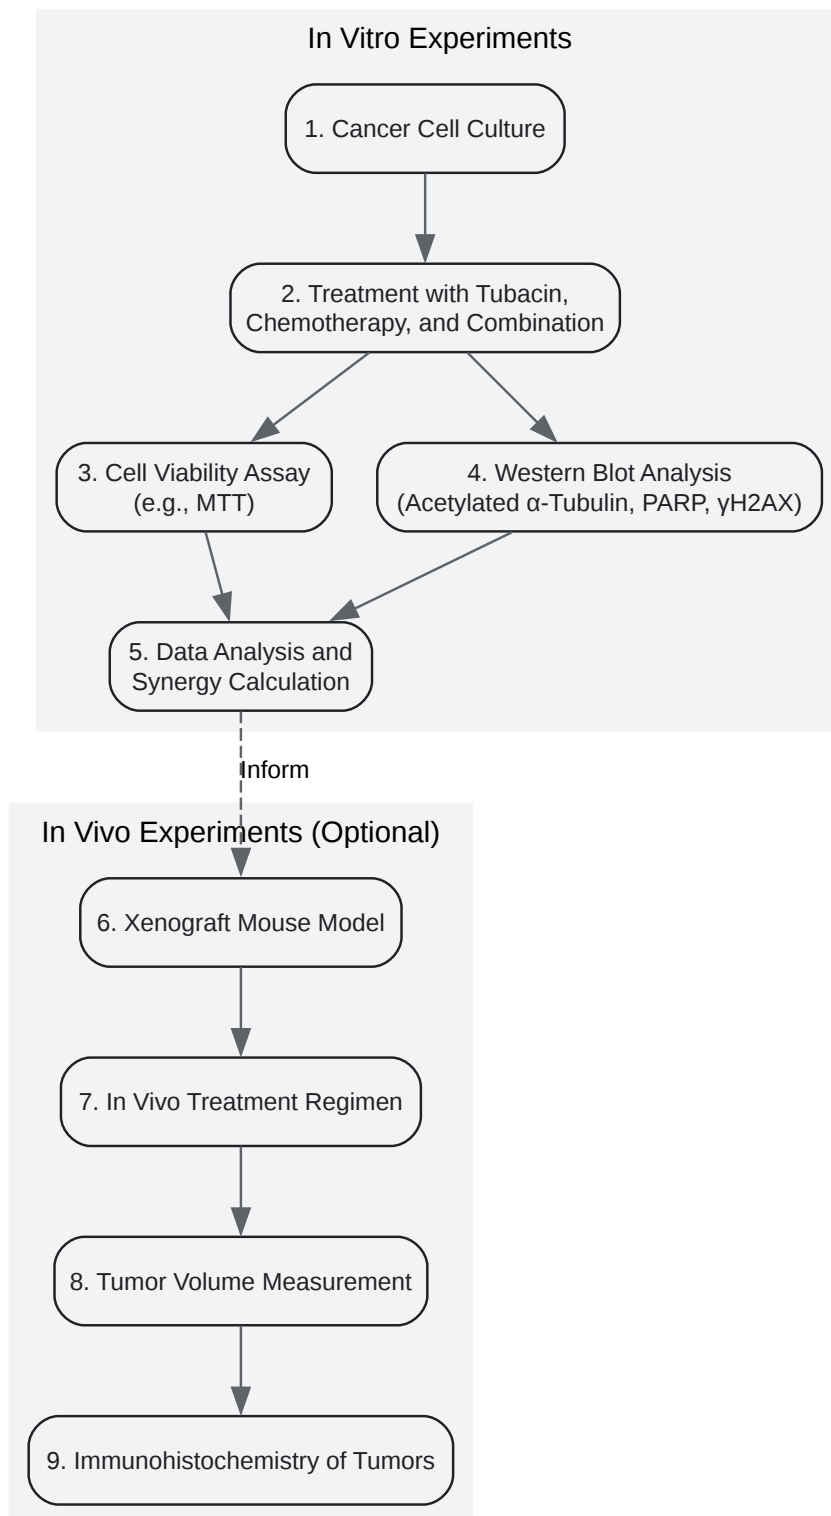 In Vitro Experiments
1. Cancer Cell Culture
2. Treatment with Tubacin,
Chemotherapy, and Combination
3. Cell Viability Assay
(e.g., MTT)
4. Western Blot Analysis
(Acetylated α-Tubulin, PARP, γH2AX)
5. Data Analysis and
Synergy Calculation
Inform
In Vivo Experiments (Optional)
6. Xenograft Mouse Model
7. In Vivo Treatment Regimen
8. Tumor Volume Measurement
9. Immunohistochemistry of Tumors